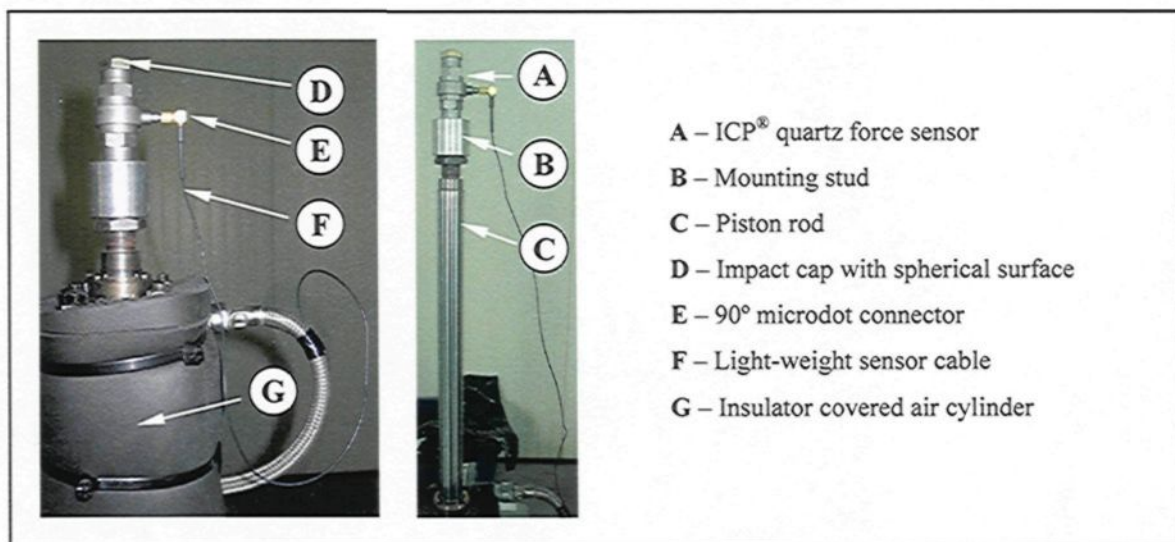 D
E
F
G
A
B
C
A – ICP® quartz force sensor
B – Mounting stud
C – Piston rod
D – Impact cap with spherical surface
E – 90º microdot connector
F – Light-weight sensor cable
G – Insulator covered air cylinder